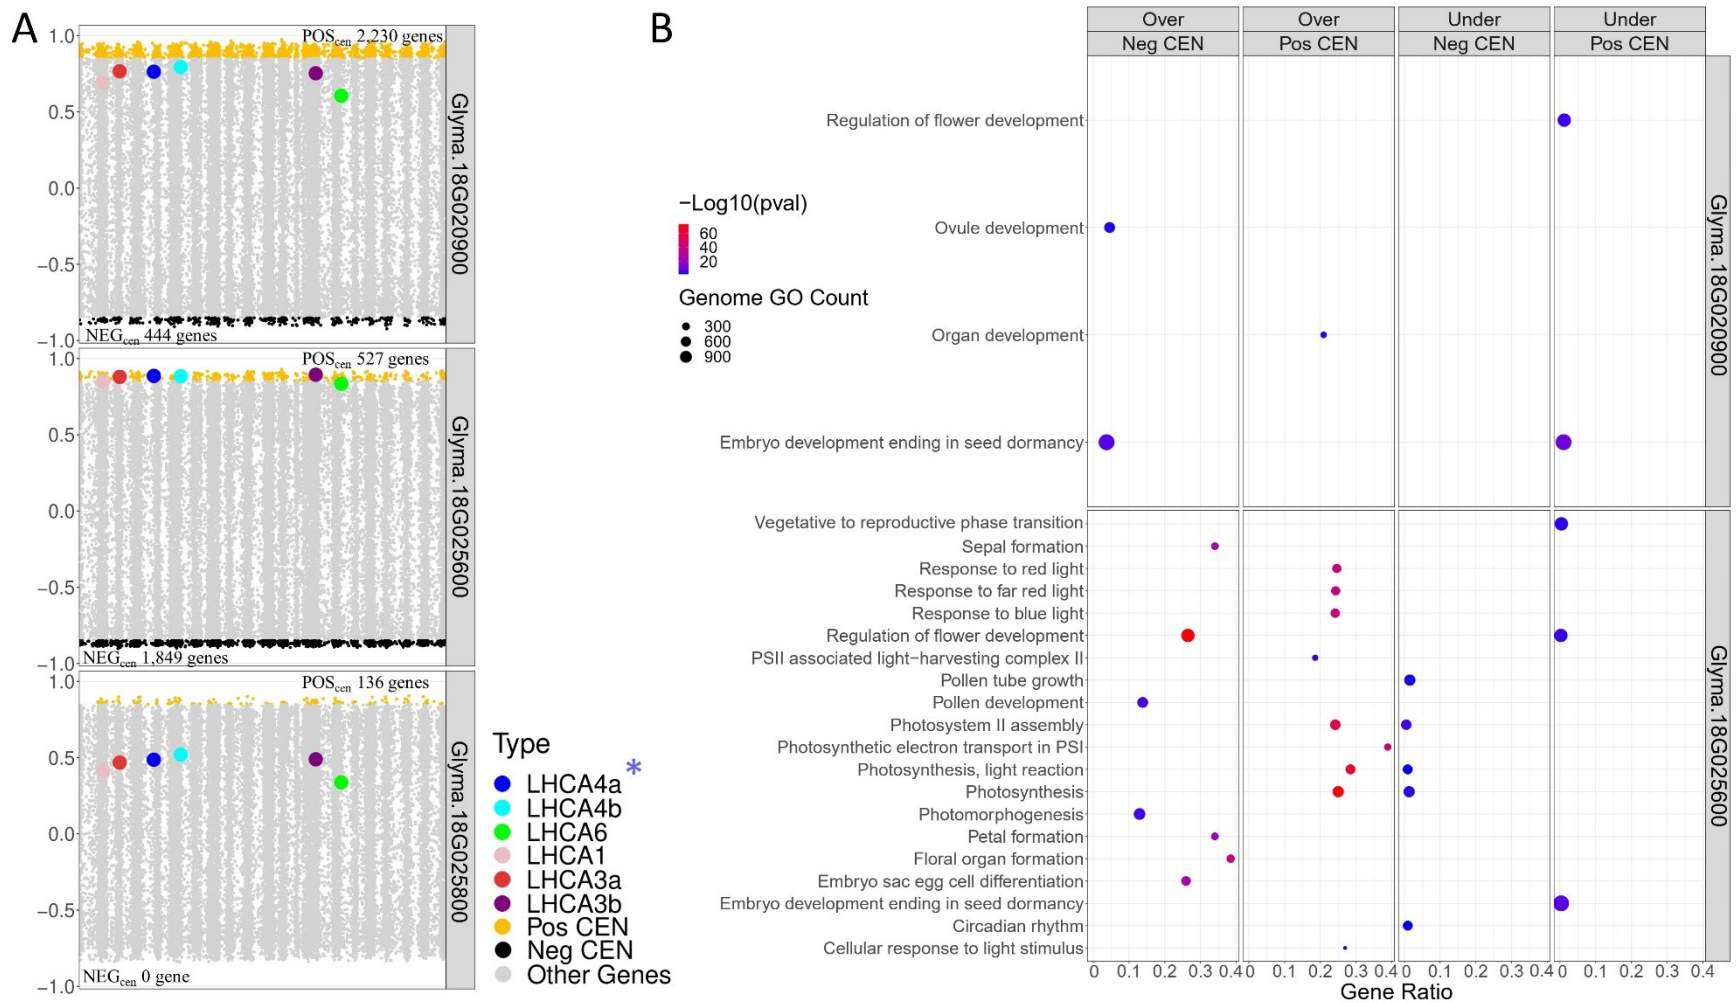 A
1.0
0.5
0.0
−0.5
−1.0
POScen 2,230 genes
NEGcen 444 genes
Glyma.18G020900
1.0
0.5
0.0
−0.5
−1.0
POScen 527 genes
NEGcen 1,849 genes
Glyma.18G025600
1.0
0.5
0.0
−0.5
−1.0
POScen 136 genes
NEGcen 0 gene
Glyma.18G025800
Type
LHCA4a *
LHCA4b
LHCA6
LHCA1
LHCA3a
LHCA3b
Pos CEN
Neg CEN
Other Genes
B
−Log10(pval)
60
40
20
Genome GO Count
300
600
900
Over Over Under Under
Neg CEN Pos CEN Neg CEN Pos CEN
Regulation of flower development
Ovule development
Organ development
Embryo development ending in seed dormancy
Glyma.18G020900
Vegetative to reproductive phase transition
Sepal formation
Response to red light
Response to far red light
Response to blue light
Regulation of flower development
PSII associated light−harvesting complex II
Pollen tube growth
Pollen development
Photosystem II assembly
Photosynthetic electron transport in PSI
Photosynthesis, light reaction
Photosynthesis
Photomorphogenesis
Petal formation
Floral organ formation
Embryo sac egg cell differentiation
Embryo development ending in seed dormancy
Circadian rhythm
Cellular response to light stimulus
Glyma.18G025600
0 0.1 0.2 0.3 0.4 0 0.1 0.2 0.3 0.4 0 0.1 0.2 0.3 0.4 0 0.1 0.2 0.3 0.4
Gene Ratio